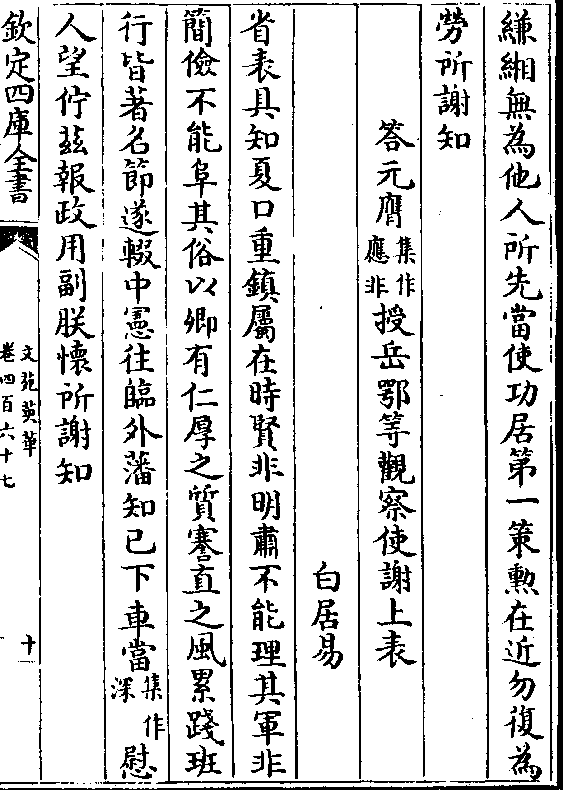 縑緗無為他人所先當使功居第一策勲在近勿復為
勞所謝知
答元膺集作應非授岳鄂等觀察使謝上表
白居易
省表具知夏口重鎮屬在時賢非明肅不能理其軍非
簡儉不能阜其俗以卿有仁厚之質謇直之風累踐班
行皆著名節遂輟中憲往臨外藩知已下車當集作深慰
人望佇兹報政用副朕懷所謝知
欽定四庫全書
文苑英華
卷四百六十七
十